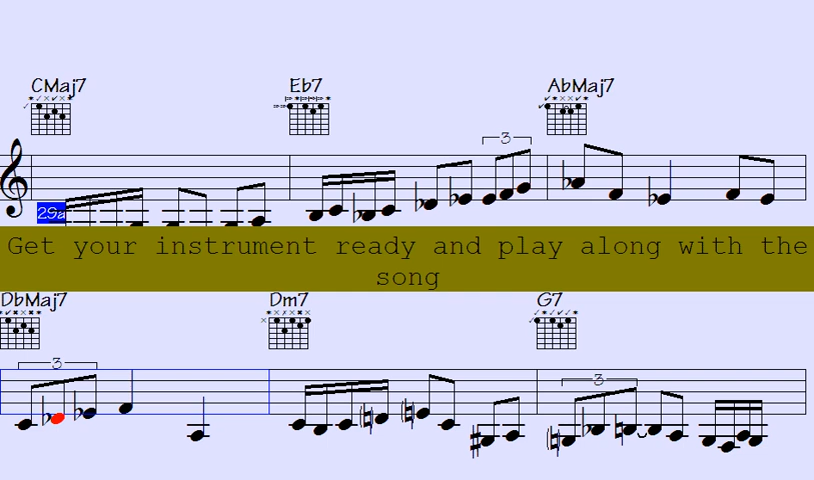 CMaj7 Eb7 AbMaj7
3
29a
Get your instrument ready and play along with the
song
DbMaj7 Dm7 G7
3 3